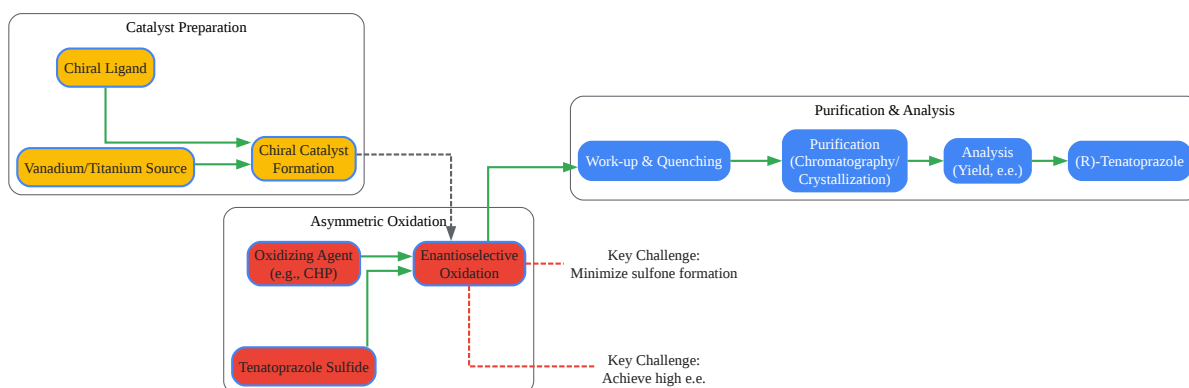 Catalyst Preparation
Chiral Ligand
Vanadium/Titanium Source
Chiral Catalyst
Formation
Purification & Analysis
Work-up & Quenching
Purification
(Chromatography/
Crystallization)
Analysis
(Yield, e.e.)
(R)-Tenatoprazole
Asymmetric Oxidation
Oxidizing Agent
(e.g., CHP)
Enantioselective
Oxidation
Tenatoprazole Sulfide
Key Challenge:
Minimize sulfone formation
Key Challenge:
Achieve high e.e.